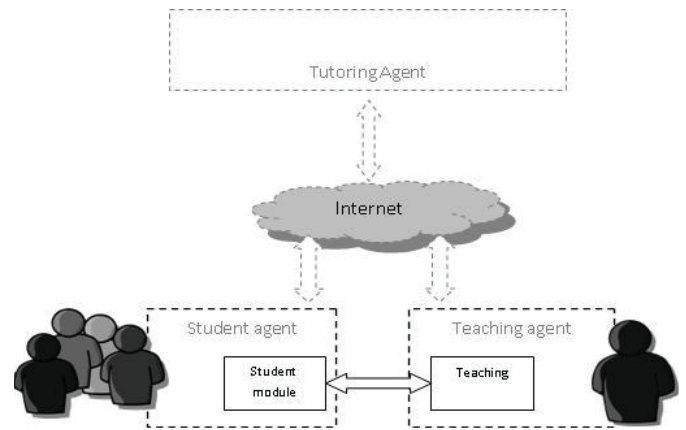 Tutoring Agent
Internet
Student agent
Teaching agent
Student
module
Teaching